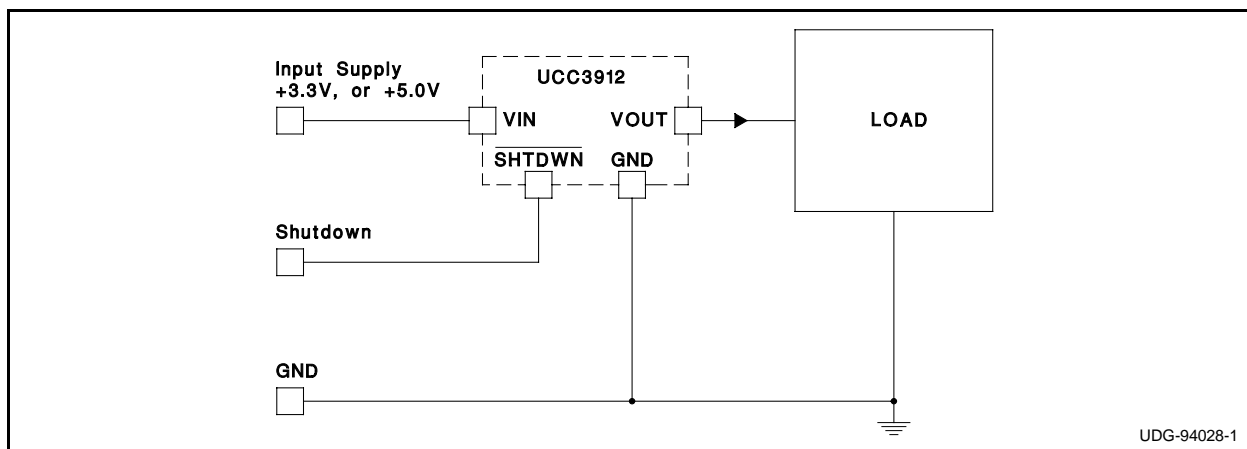 Input Supply
+3.3V, or +5.0V
UCC3912
VIN
VOUT
SHTDWN
GND
LOAD
Shutdown
GND
UDG-94028-1